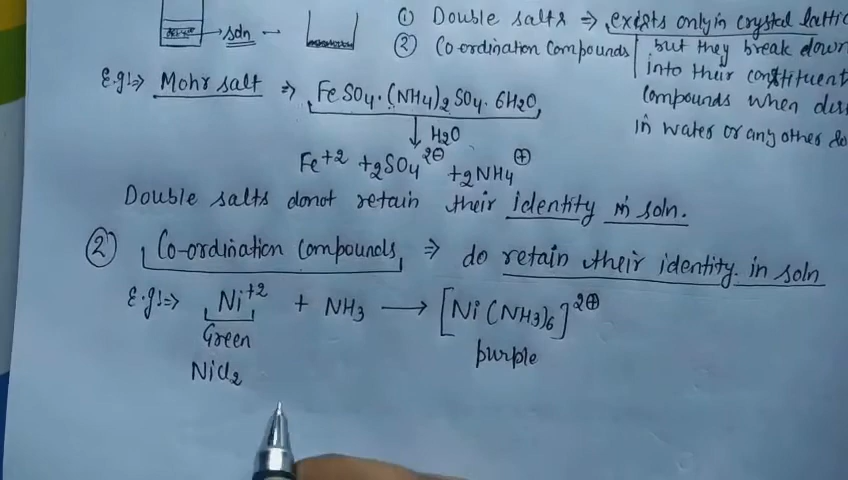 → soln –
① Double salts ⇒ exists only in crystal
② Co-ordination Compounds
but they break down
into their constituent
compounds when
in water or any other
E.g:⇒ Mohr salt ⇒ FeSO4·(NH4)2SO4·6H2O
↓ H2O
Fe+2 + 2SO4 2⊖ + 2NH4 ⊕
Double salts donot retain their identity in soln.
② Co-ordination Compounds ⇒ do retain their identity in soln
E.g:⇒ Ni+2 + NH3 → [Ni(NH3)6]2⊕
Green
purple
NiCl2